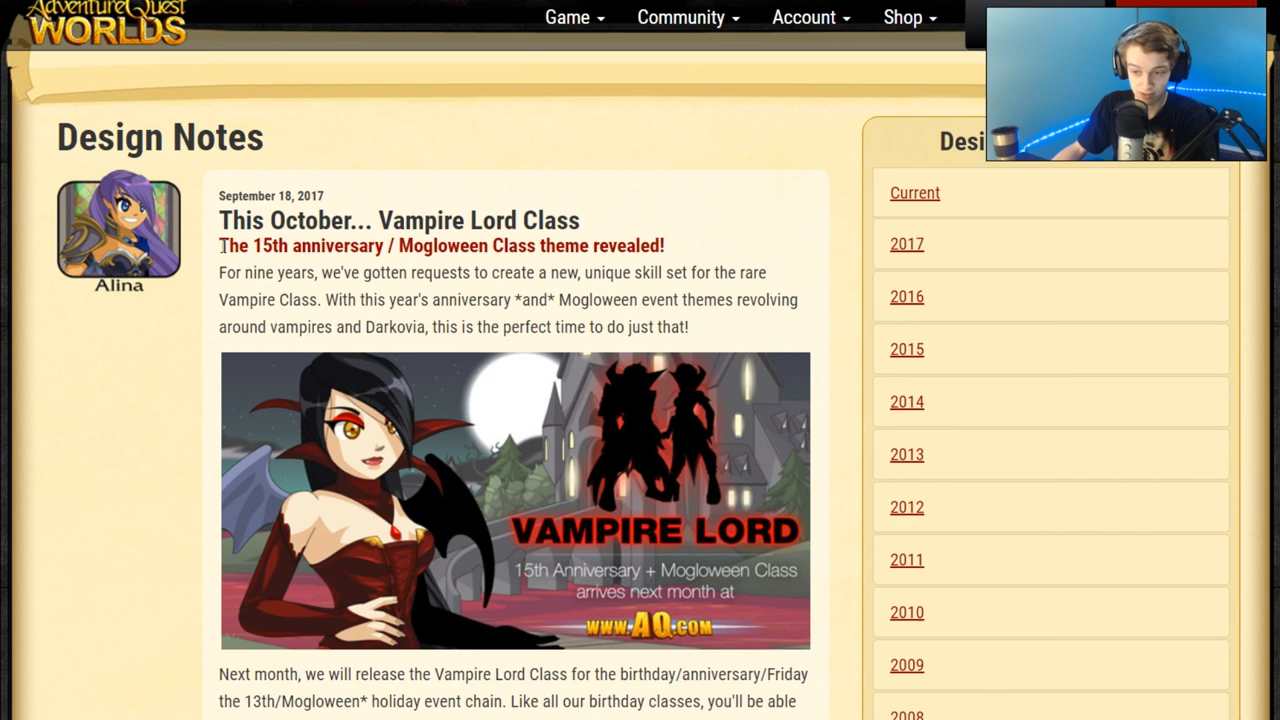 AdventureQuest
WORLDS
Game
Community
Account
Shop
Design Notes
Alina
September 18, 2017
This October... Vampire Lord Class
The 15th anniversary / Mogloween Class theme revealed!
For nine years, we've gotten requests to create a new, unique skill set for the rare
Vampire Class. With this year's anniversary *and* Mogloween event themes revolving
around vampires and Darkovia, this is the perfect time to do just that!
VAMPIRE LORD
15th Anniversary + Mogloween Class
arrives next month at
www.AQ.com
Next month, we will release the Vampire Lord Class for the birthday/anniversary/Friday
the 13th/Mogloween* holiday event chain. Like all our birthday classes, you'll be able
Desi
Current
2017
2016
2015
2014
2013
2012
2011
2010
2009
2008